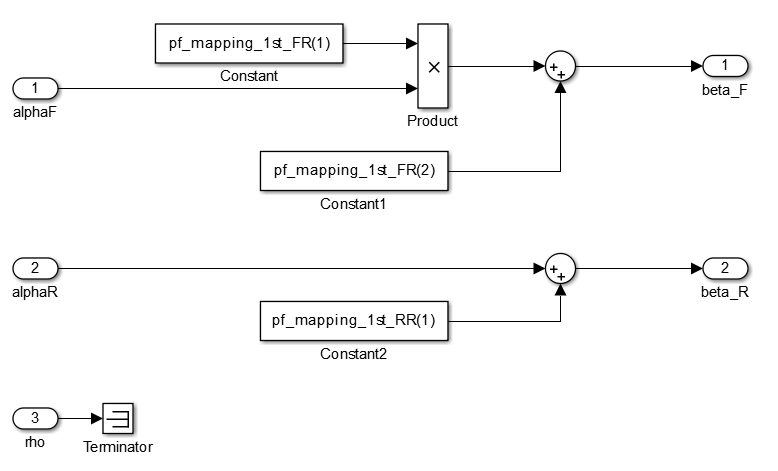 pf_mapping_1st_FR(1)
Constant
1
alphaF
×
Product
+
+
1
beta_F
pf_mapping_1st_FR(2)
Constant1
2
alphaR
+
+
2
beta_R
pf_mapping_1st_RR(1)
Constant2
3
rho
Terminator